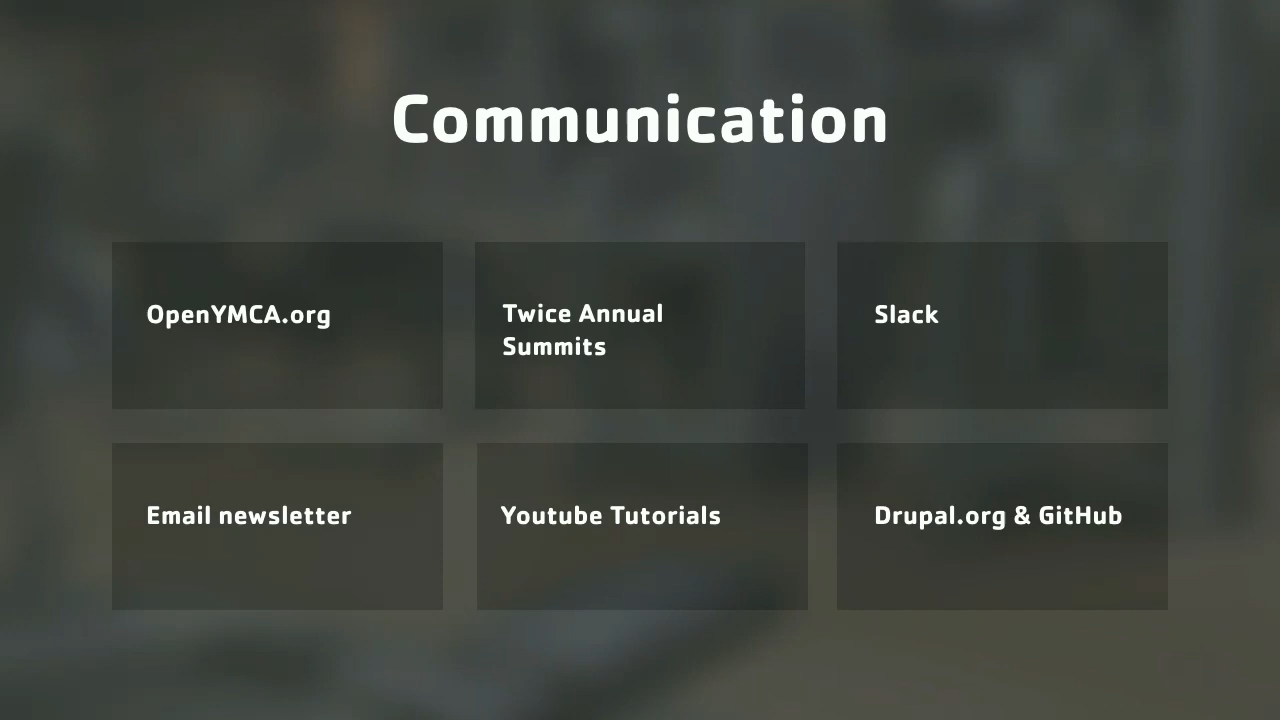 Communication
OpenYMCA.org
Twice Annual
Summits
Slack
Email newsletter
Youtube Tutorials
Drupal.org & GitHub